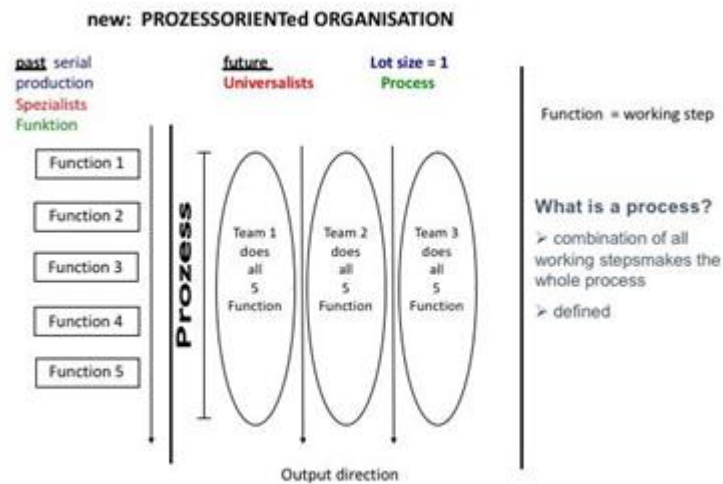 new: PROZESSORIENTed ORGANISATION
past serial
production
Spezialists
Funktion
future
Universalists
Lot size = 1
Process
Function 1
Function 2
Function 3
Function 4
Function 5
Prozess
Team 1
does
all
5
Function
Team 2
does
all
5
Function
Team 3
does
all
5
Function
Output direction
Function = working step
What is a process?
➢ combination of all
working stepsmakes the
whole process
➢ defined